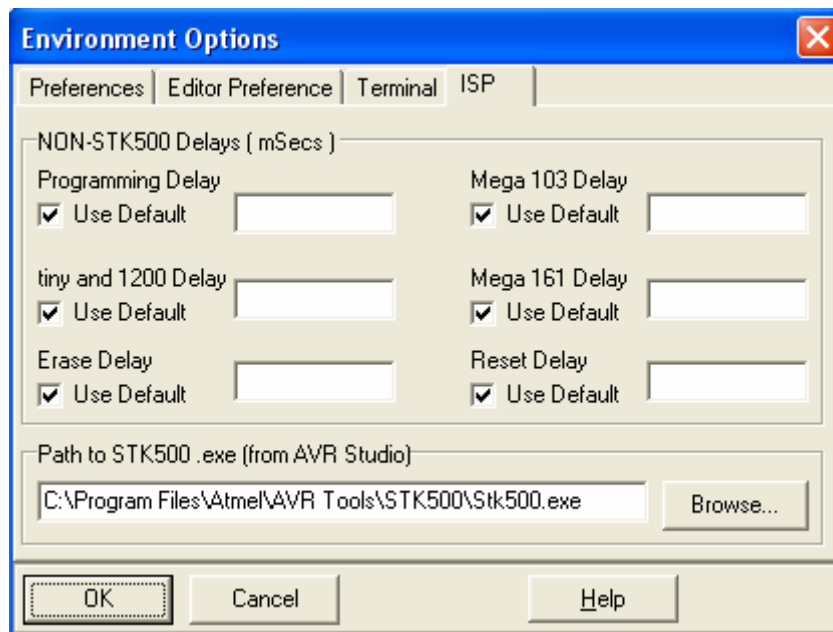 Environment Options
Preferences Editor Preference Terminal ISP
NON-STK500 Delays ( mSecs )
Programming Delay
Use Default
Mega 103 Delay
Use Default
tiny and 1200 Delay
Use Default
Mega 161 Delay
Use Default
Erase Delay
Use Default
Reset Delay
Use Default
Path to STK500 .exe (from AVR Studio)
C:\Program Files\Atmel\AVR Tools\STK500\Stk500.exe
Browse...
OK Cancel Help